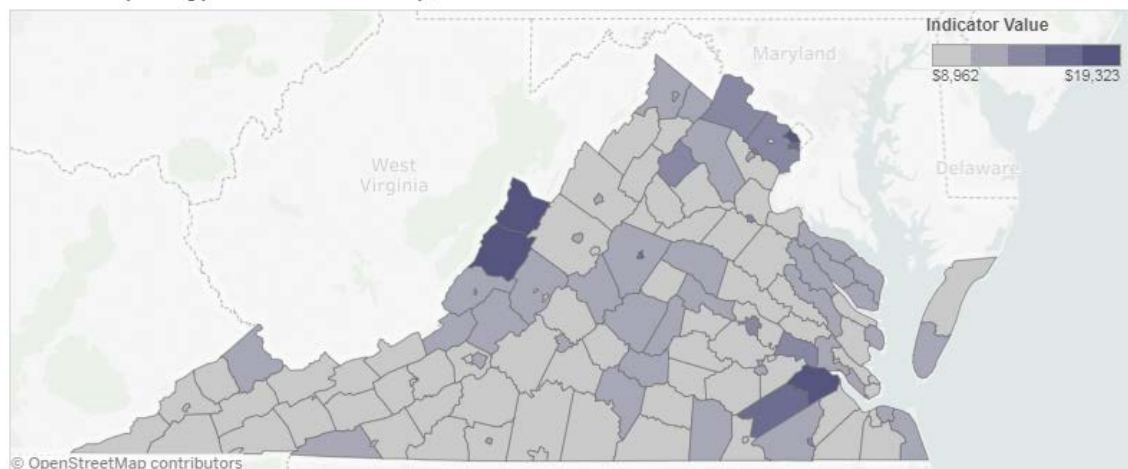 Indicator Value
$8,962 $19,323
Maryland
West
Virginia
Delaware
© OpenStreetMap contributors